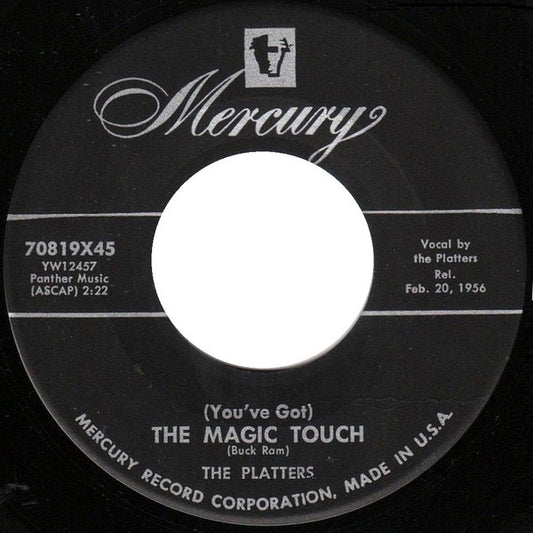 Mercury
70819X45
YW12457
Panther Music
(ASCAP) 2:22
Vocal by
the Platters
Rel.
Feb. 20, 1956
(You've Got)
THE MAGIC TOUCH
(Buck Ram)
THE PLATTERS
MERCURY RECORD CORPORATION, MADE IN U.S.A.